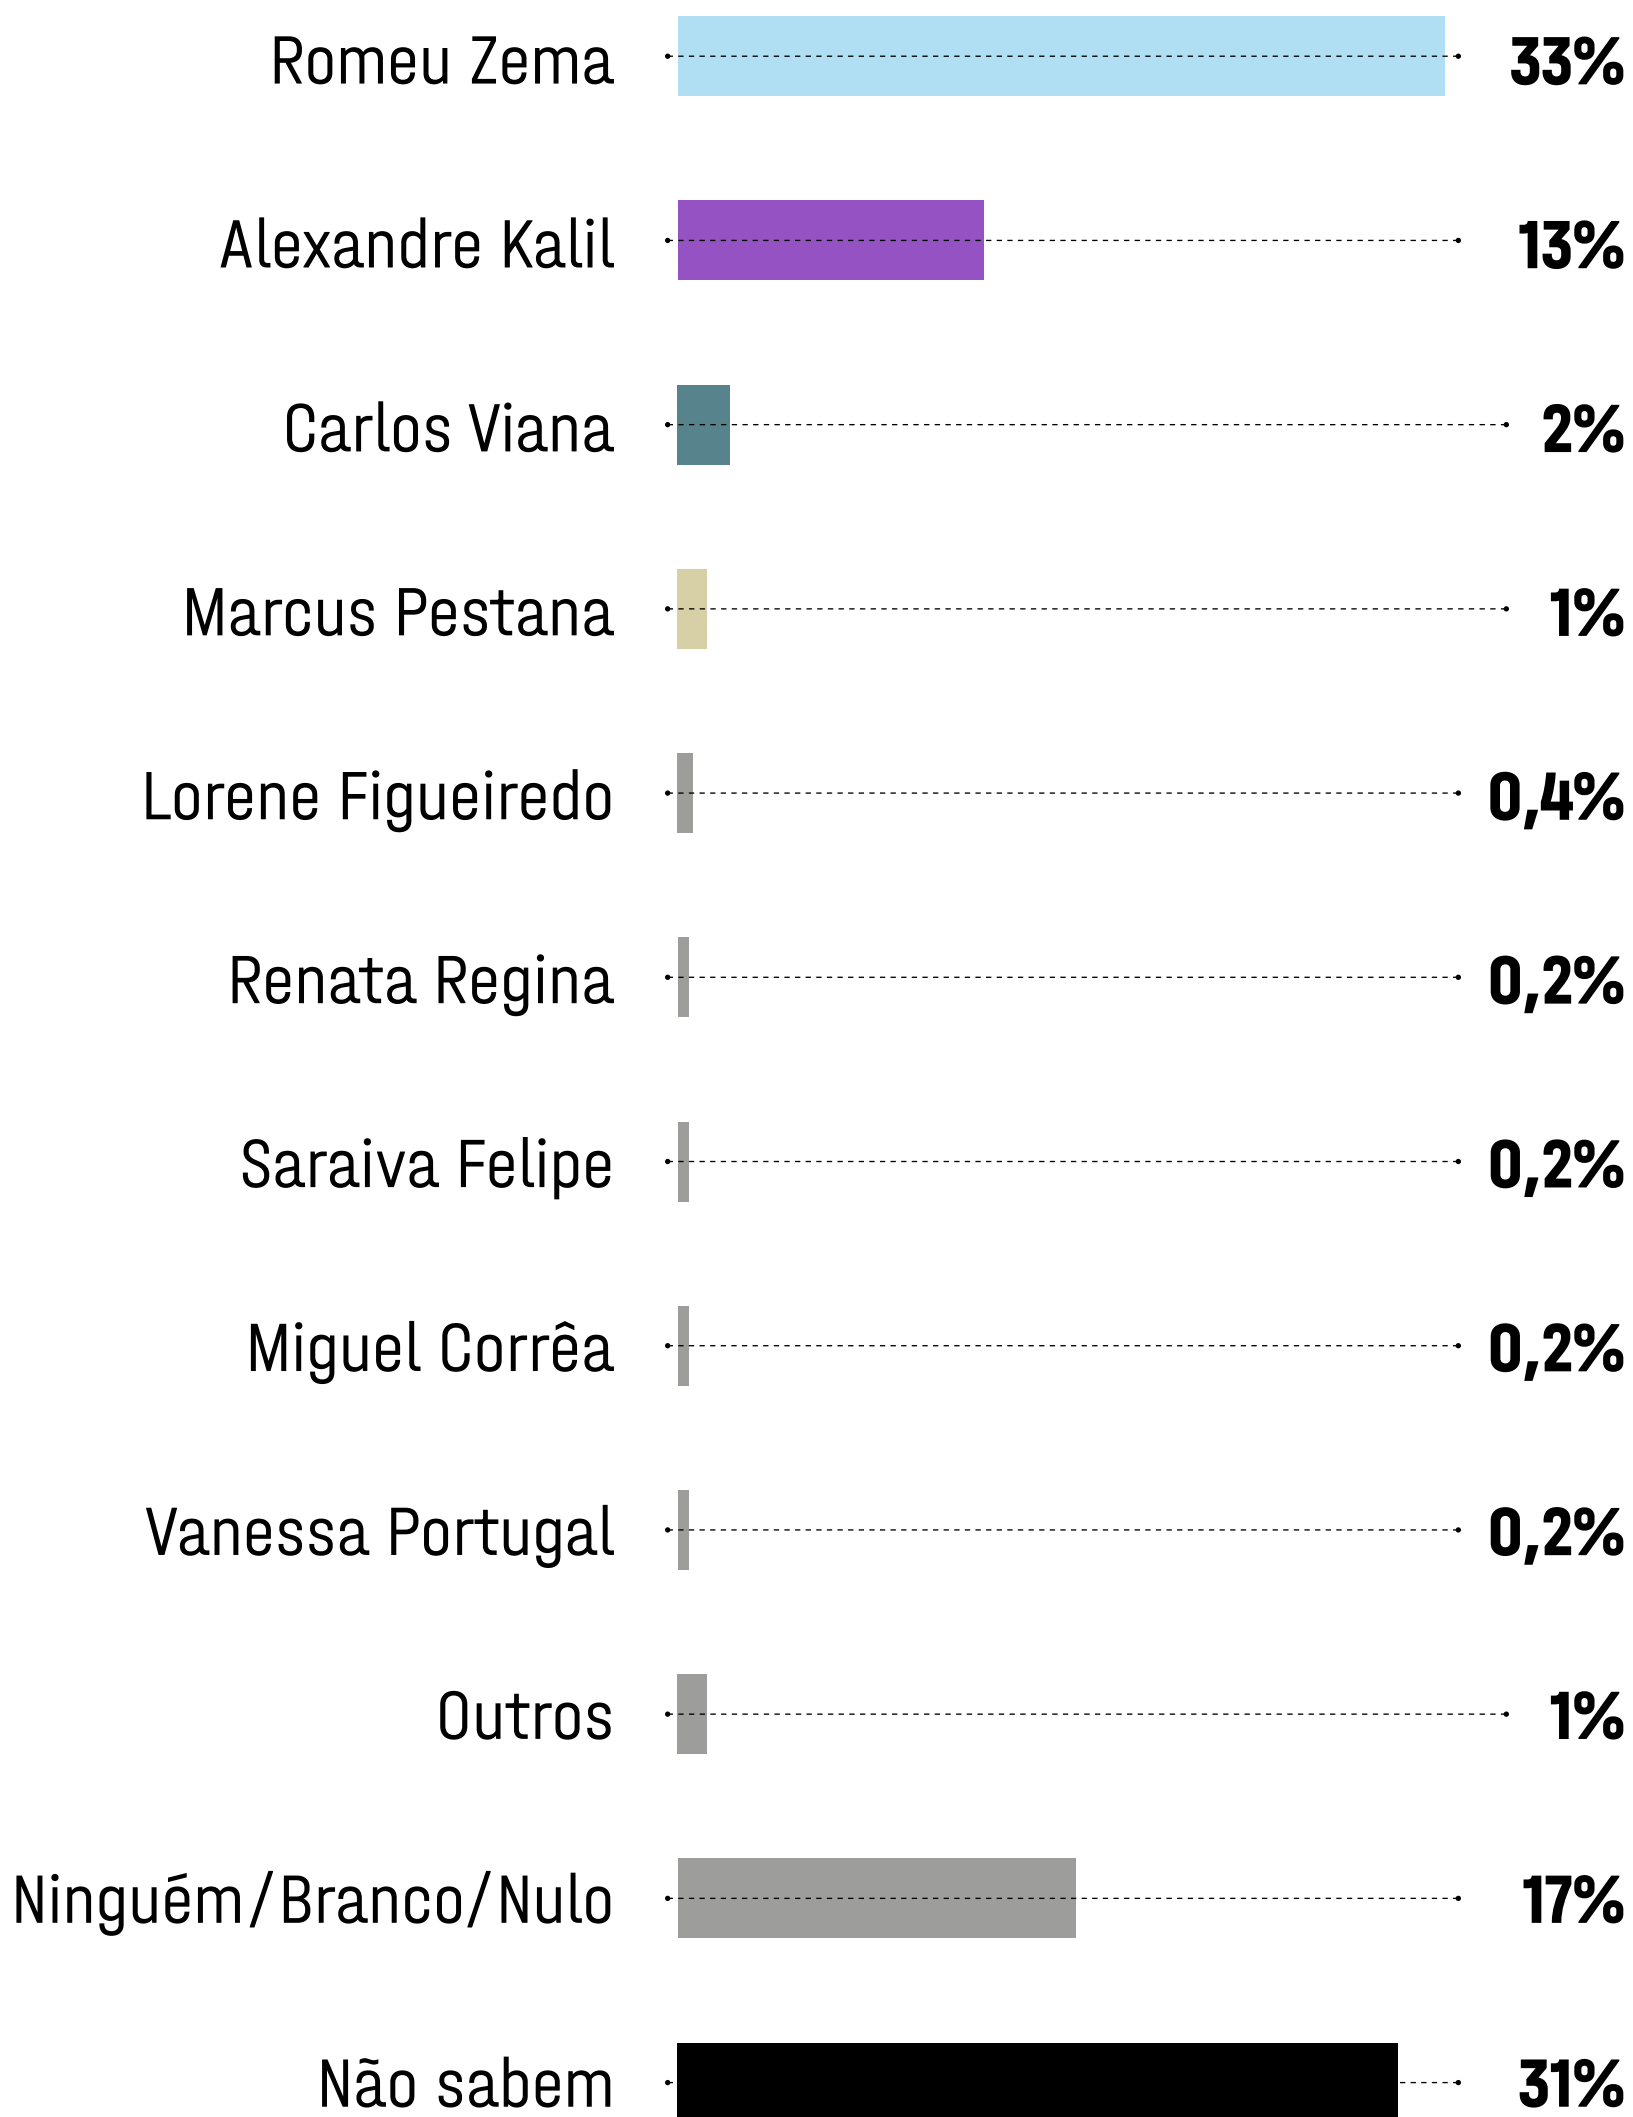 Romeu Zema 33%
Alexandre Kalil 13%
Carlos Viana 2%
Marcus Pestana 1%
Lorene Figueiredo 0,4%
Renata Regina 0,2%
Saraiva Felipe 0,2%
Miguel Corrêa 0,2%
Vanessa Portugal 0,2%
Outros 1%
Ninguém/Branco/Nulo 17%
Não sabem 31%